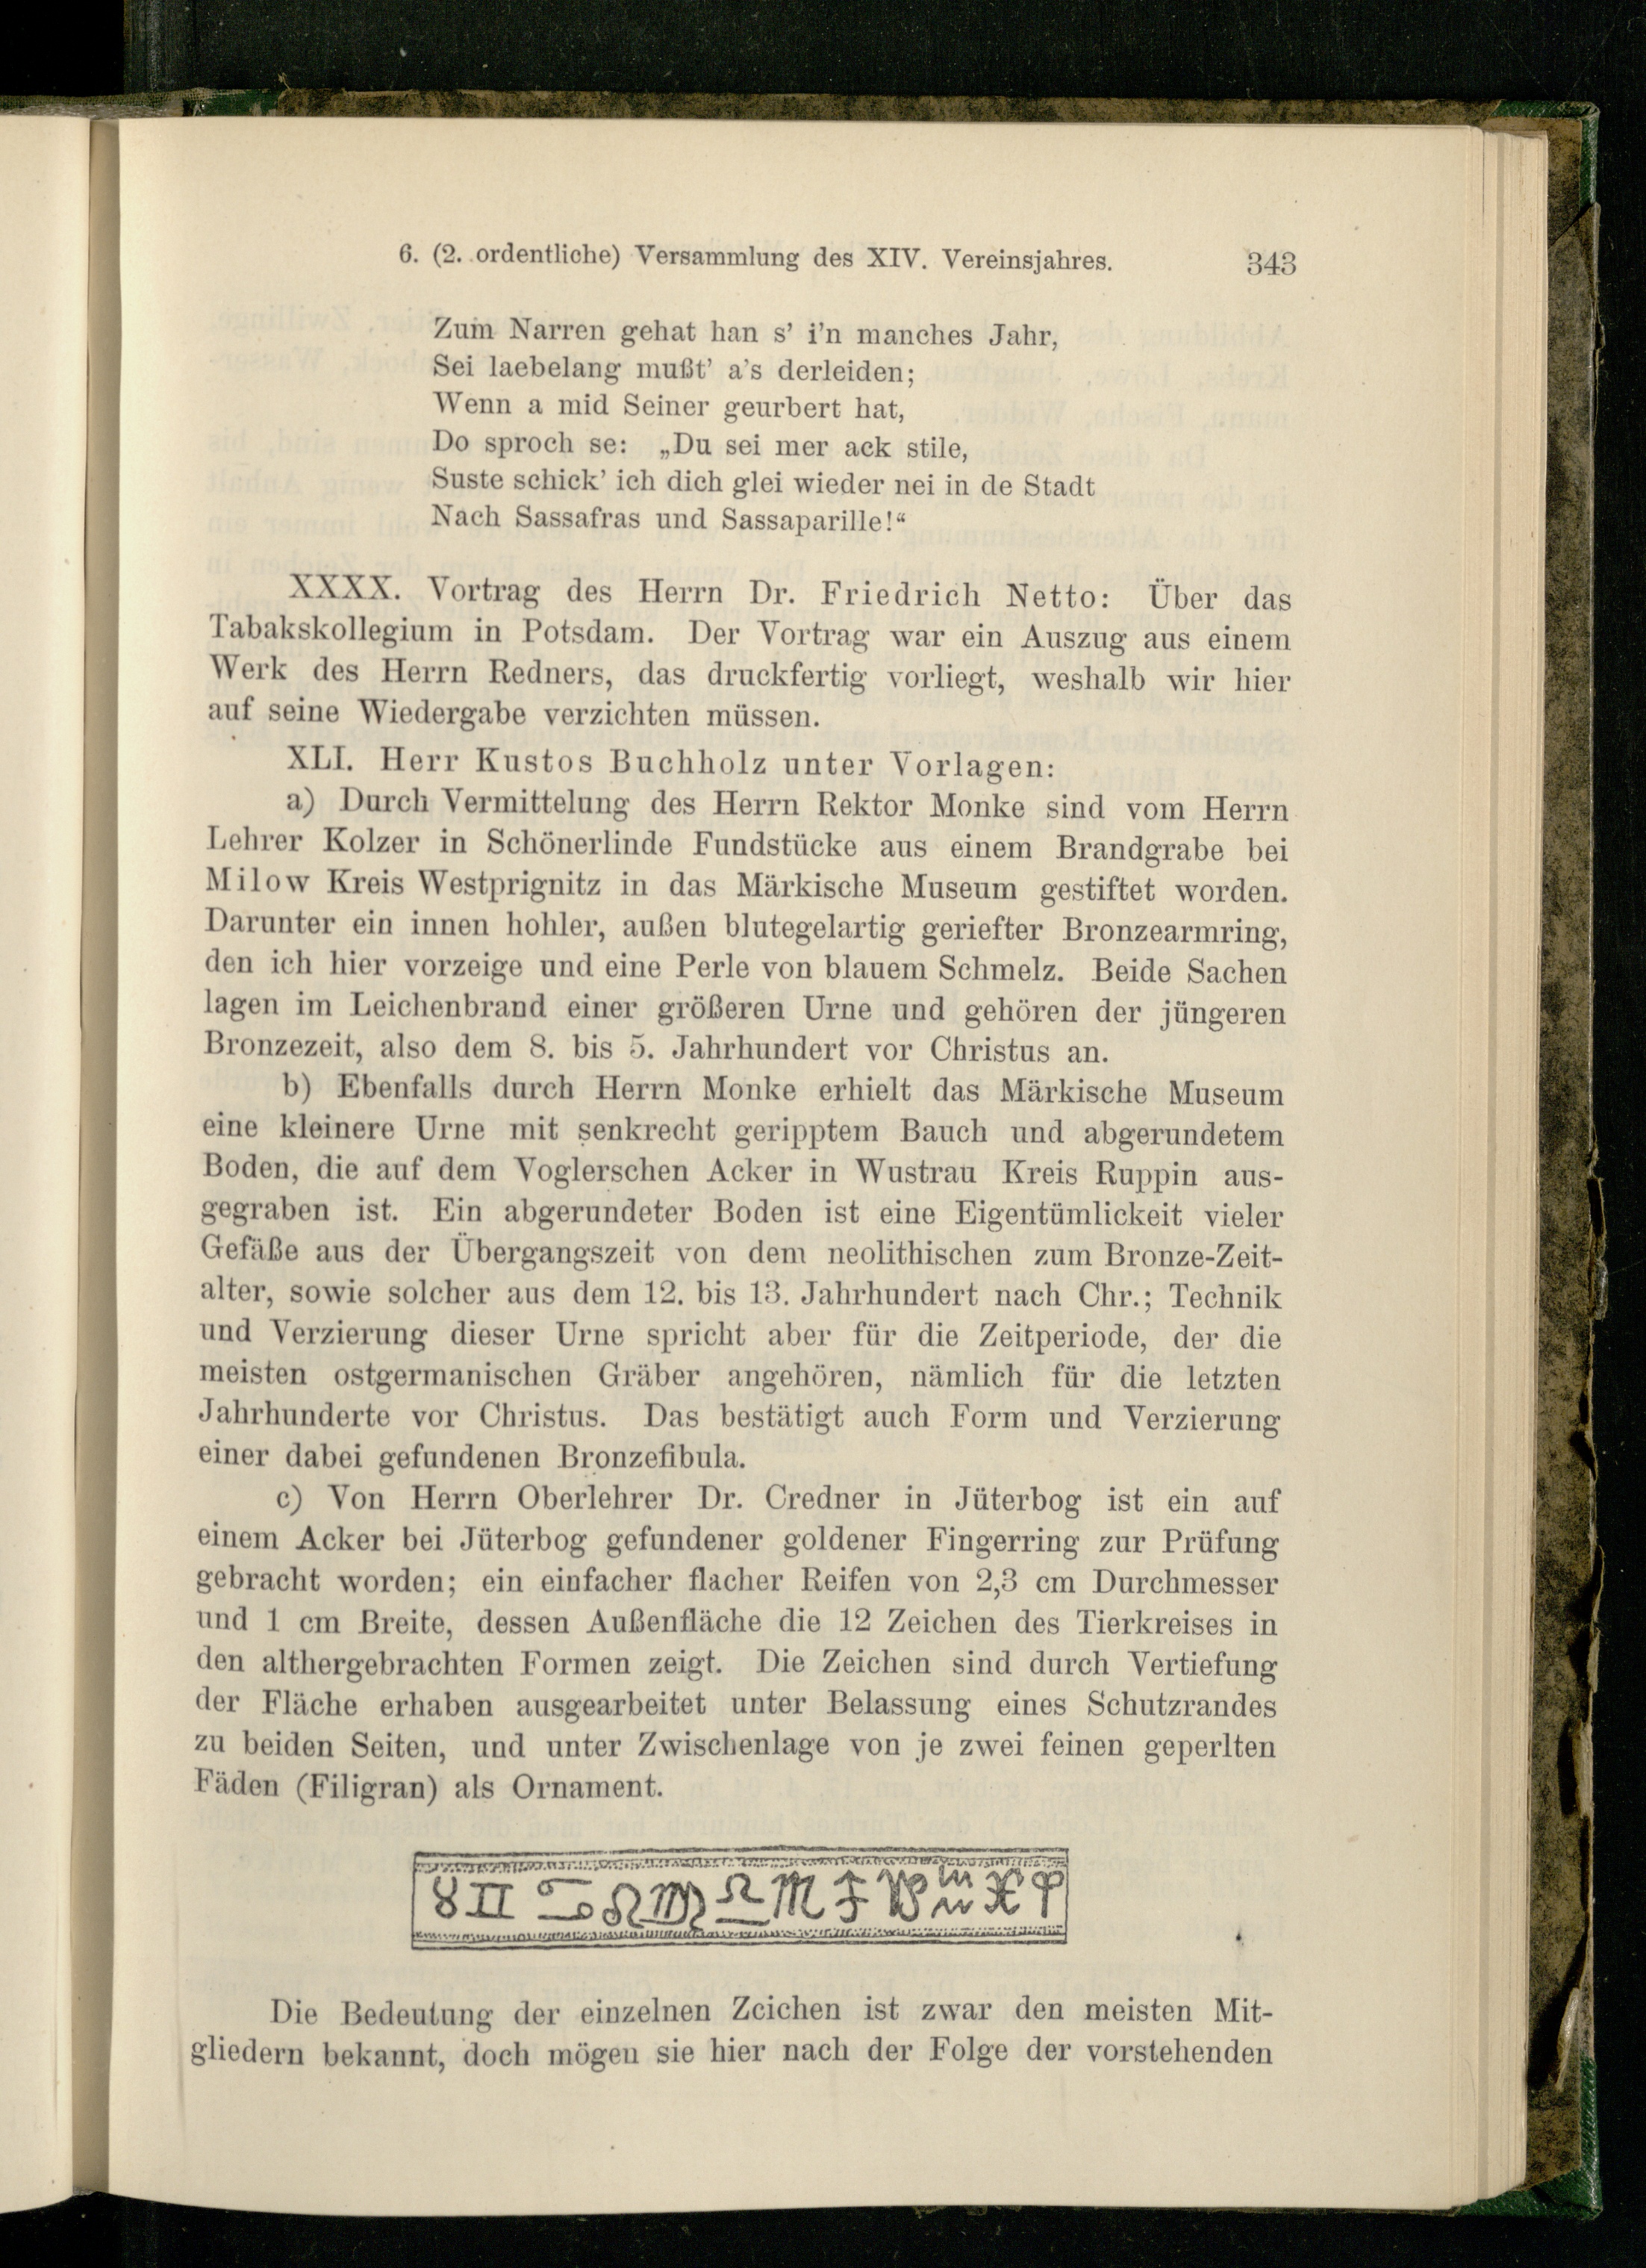 6. (2. ordentliche) Versammlung des XIV. Vereinsjahres. 343
Zum Narren gehat han s' i'n manches Jahr,
Sei laebelang mußt' a's derleiden;
Wenn a mid Seiner geurbert hat,
Do sproch se: „Du sei mer ack stile,
Suste schick' ich dich glei wieder nei in de Stadt
Nach Sassafras und Sassaparille!“
XXXX. Vortrag des Herrn Dr. Friedrich Netto: Über das
Tabakskollegium in Potsdam. Der Vortrag war ein Auszug aus einem
Werk des Herrn Redners, das druckfertig vorliegt, weshalb wir hier
auf seine Wiedergabe verzichten müssen.
XLI. Herr Kustos Buchholz unter Vorlagen:
a) Durch Vermittelung des Herrn Rektor Monke sind vom Herrn
Lehrer Kolzer in Schönerlinde Fundstücke aus einem Brandgrabe bei
Milow Kreis Westprignitz in das Märkische Museum gestiftet worden.
Darunter ein innen hohler, außen blutegelartig geriefter Bronzearmring,
den ich hier vorzeige und eine Perle von blauem Schmelz. Beide Sachen
lagen im Leichenbrand einer größeren Urne und gehören der jüngeren
Bronzezeit, also dem 8. bis 5. Jahrhundert vor Christus an.
b) Ebenfalls durch Herrn Monke erhielt das Märkische Museum
eine kleinere Urne mit senkrecht geripptem Bauch und abgerundetem
Boden, die auf dem Voglerschen Acker in Wustrau Kreis Ruppin aus-
gegraben ist. Ein abgerundeter Boden ist eine Eigentümlickeit vieler
Gefäße aus der Übergangszeit von dem neolithischen zum Bronze-Zeit-
alter, sowie solcher aus dem 12. bis 13. Jahrhundert nach Chr.; Technik
und Verzierung dieser Urne spricht aber für die Zeitperiode, der die
meisten ostgermanischen Gräber angehören, nämlich für die letzten
Jahrhunderte vor Christus. Das bestätigt auch Form und Verzierung
einer dabei gefundenen Bronzefibula.
c) Von Herrn Oberlehrer Dr. Credner in Jüterbog ist ein auf
einem Acker bei Jüterbog gefundener goldener Fingerring zur Prüfung
gebracht worden; ein einfacher flacher Reifen von 2,3 cm Durchmesser
und 1 cm Breite, dessen Außenfläche die 12 Zeichen des Tierkreises in
den althergebrachten Formen zeigt. Die Zeichen sind durch Vertiefung
der Fläche erhaben ausgearbeitet unter Belassung eines Schutzrandes
zu beiden Seiten, und unter Zwischenlage von je zwei feinen geperlten
Fäden (Filigran) als Ornament.
♉ ♊ ♋ ♌ ♍ ♎ ♏ ♐ ♑ ♒ ♓ ♈
Die Bedeutung der einzelnen Zcichen ist zwar den meisten Mit-
gliedern bekannt, doch mögen sie hier nach der Folge der vorstehenden